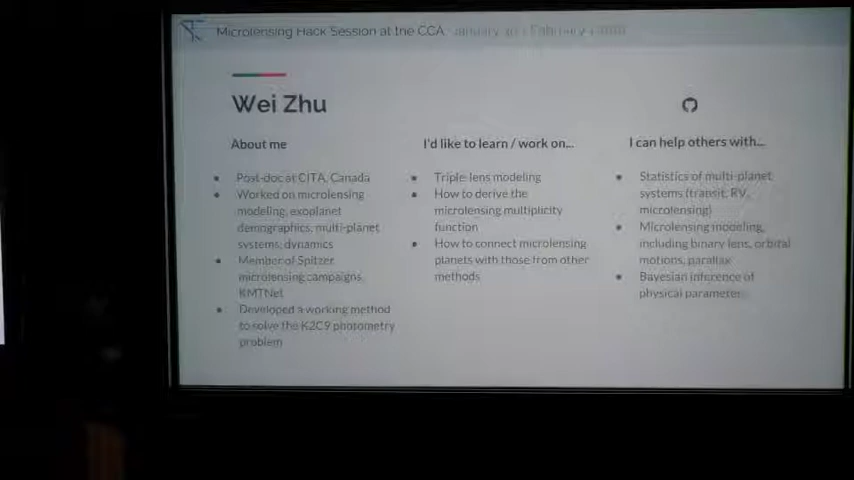 Microlensing Hack Session at the CCA January
Wei Zhu
About me
Post-doc at CITA, Canada
Worked on microlensing
modeling, exoplanet
demographics, multi-planet
systems, dynamics
Member of Spitzer
microlensing campaigns,
KMTNet
Developed a working method
to solve the K2C9 photometry
problem
I'd like to learn / work on...
Triple-lens modeling
How to derive the
microlensing multiplicity
function
How to connect microlensing
planets with those from other
methods
I can help others with...
Statistics of multi-planet
systems (transit, RV,
microlensing)
Microlensing modeling,
including binary lens, orbital
motions, parallax
Bayesian inference of
physical parameters